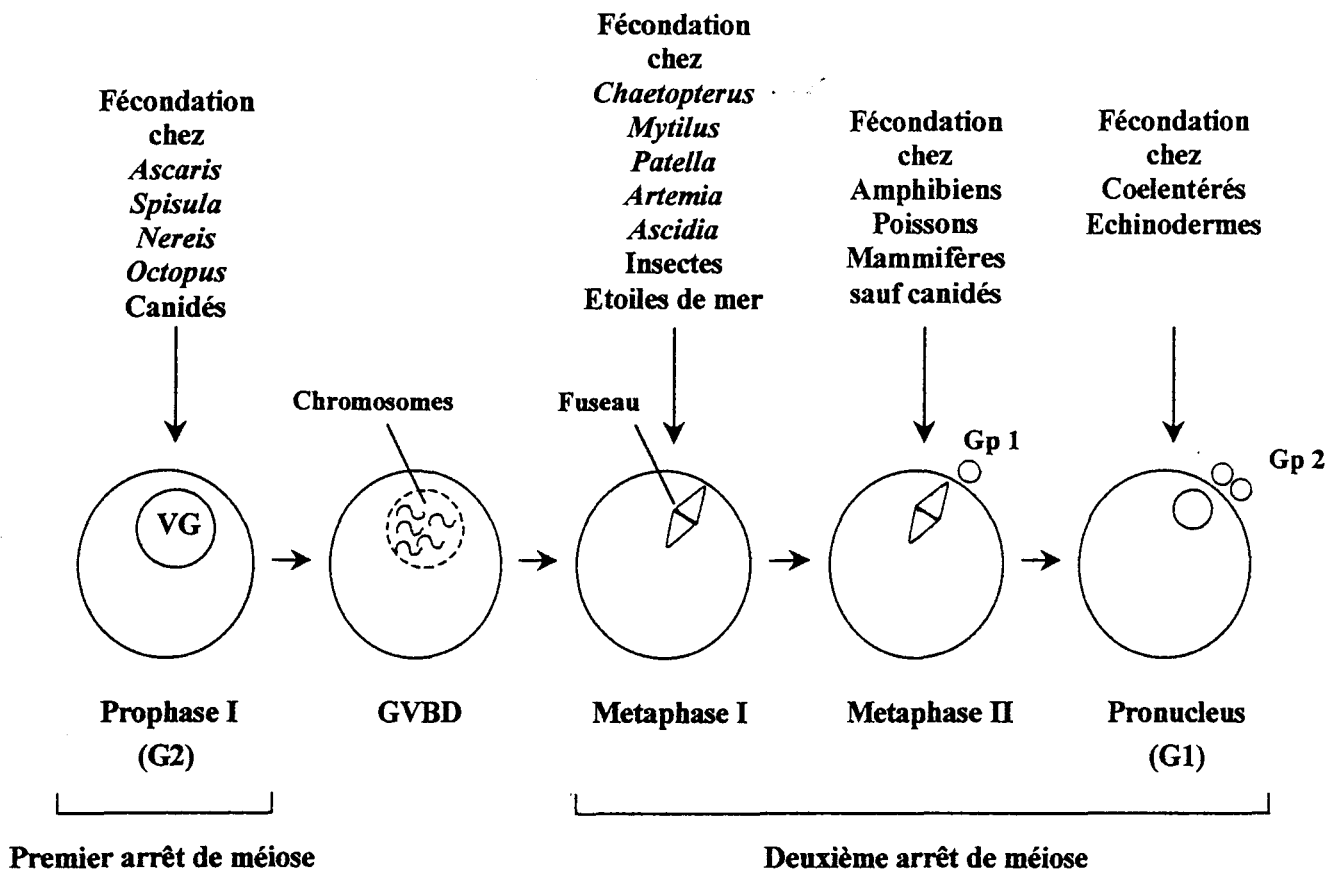 Fécondation
chez
Ascaris
Spisula
Nereis
Octopus
Canidés
Fécondation
chez
Chaetopterus
Mytilus
Patella
Artemia
Ascidia
Insectes
Etoiles de mer
Fécondation
chez
Amphibiens
Poissons
Mammifères
sauf canidés
Fécondation
chez
Coelentérés
Echinodermes
Chromosomes
Fuseau
Gp 1
Gp 2
VG
Prophase I
(G2)
GVBD
Metaphase I
Metaphase II
Pronucleus
(G1)
Premier arrêt de méiose
Deuxième arrêt de méiose